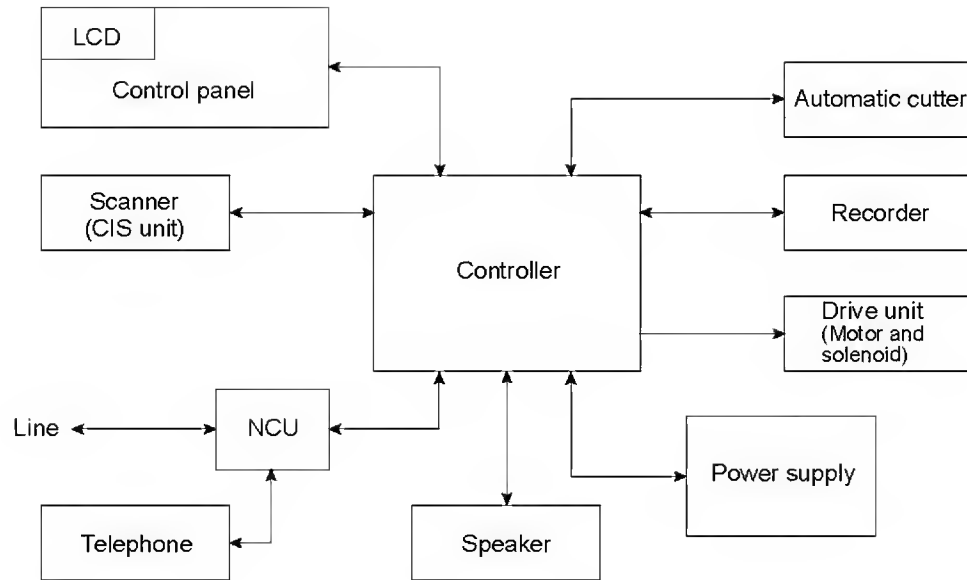 LCD
Control panel
Automatic cutter
Scanner
(CIS unit)
Recorder
Controller
Drive unit
(Motor and
solenoid)
Line
NCU
Power supply
Telephone
Speaker